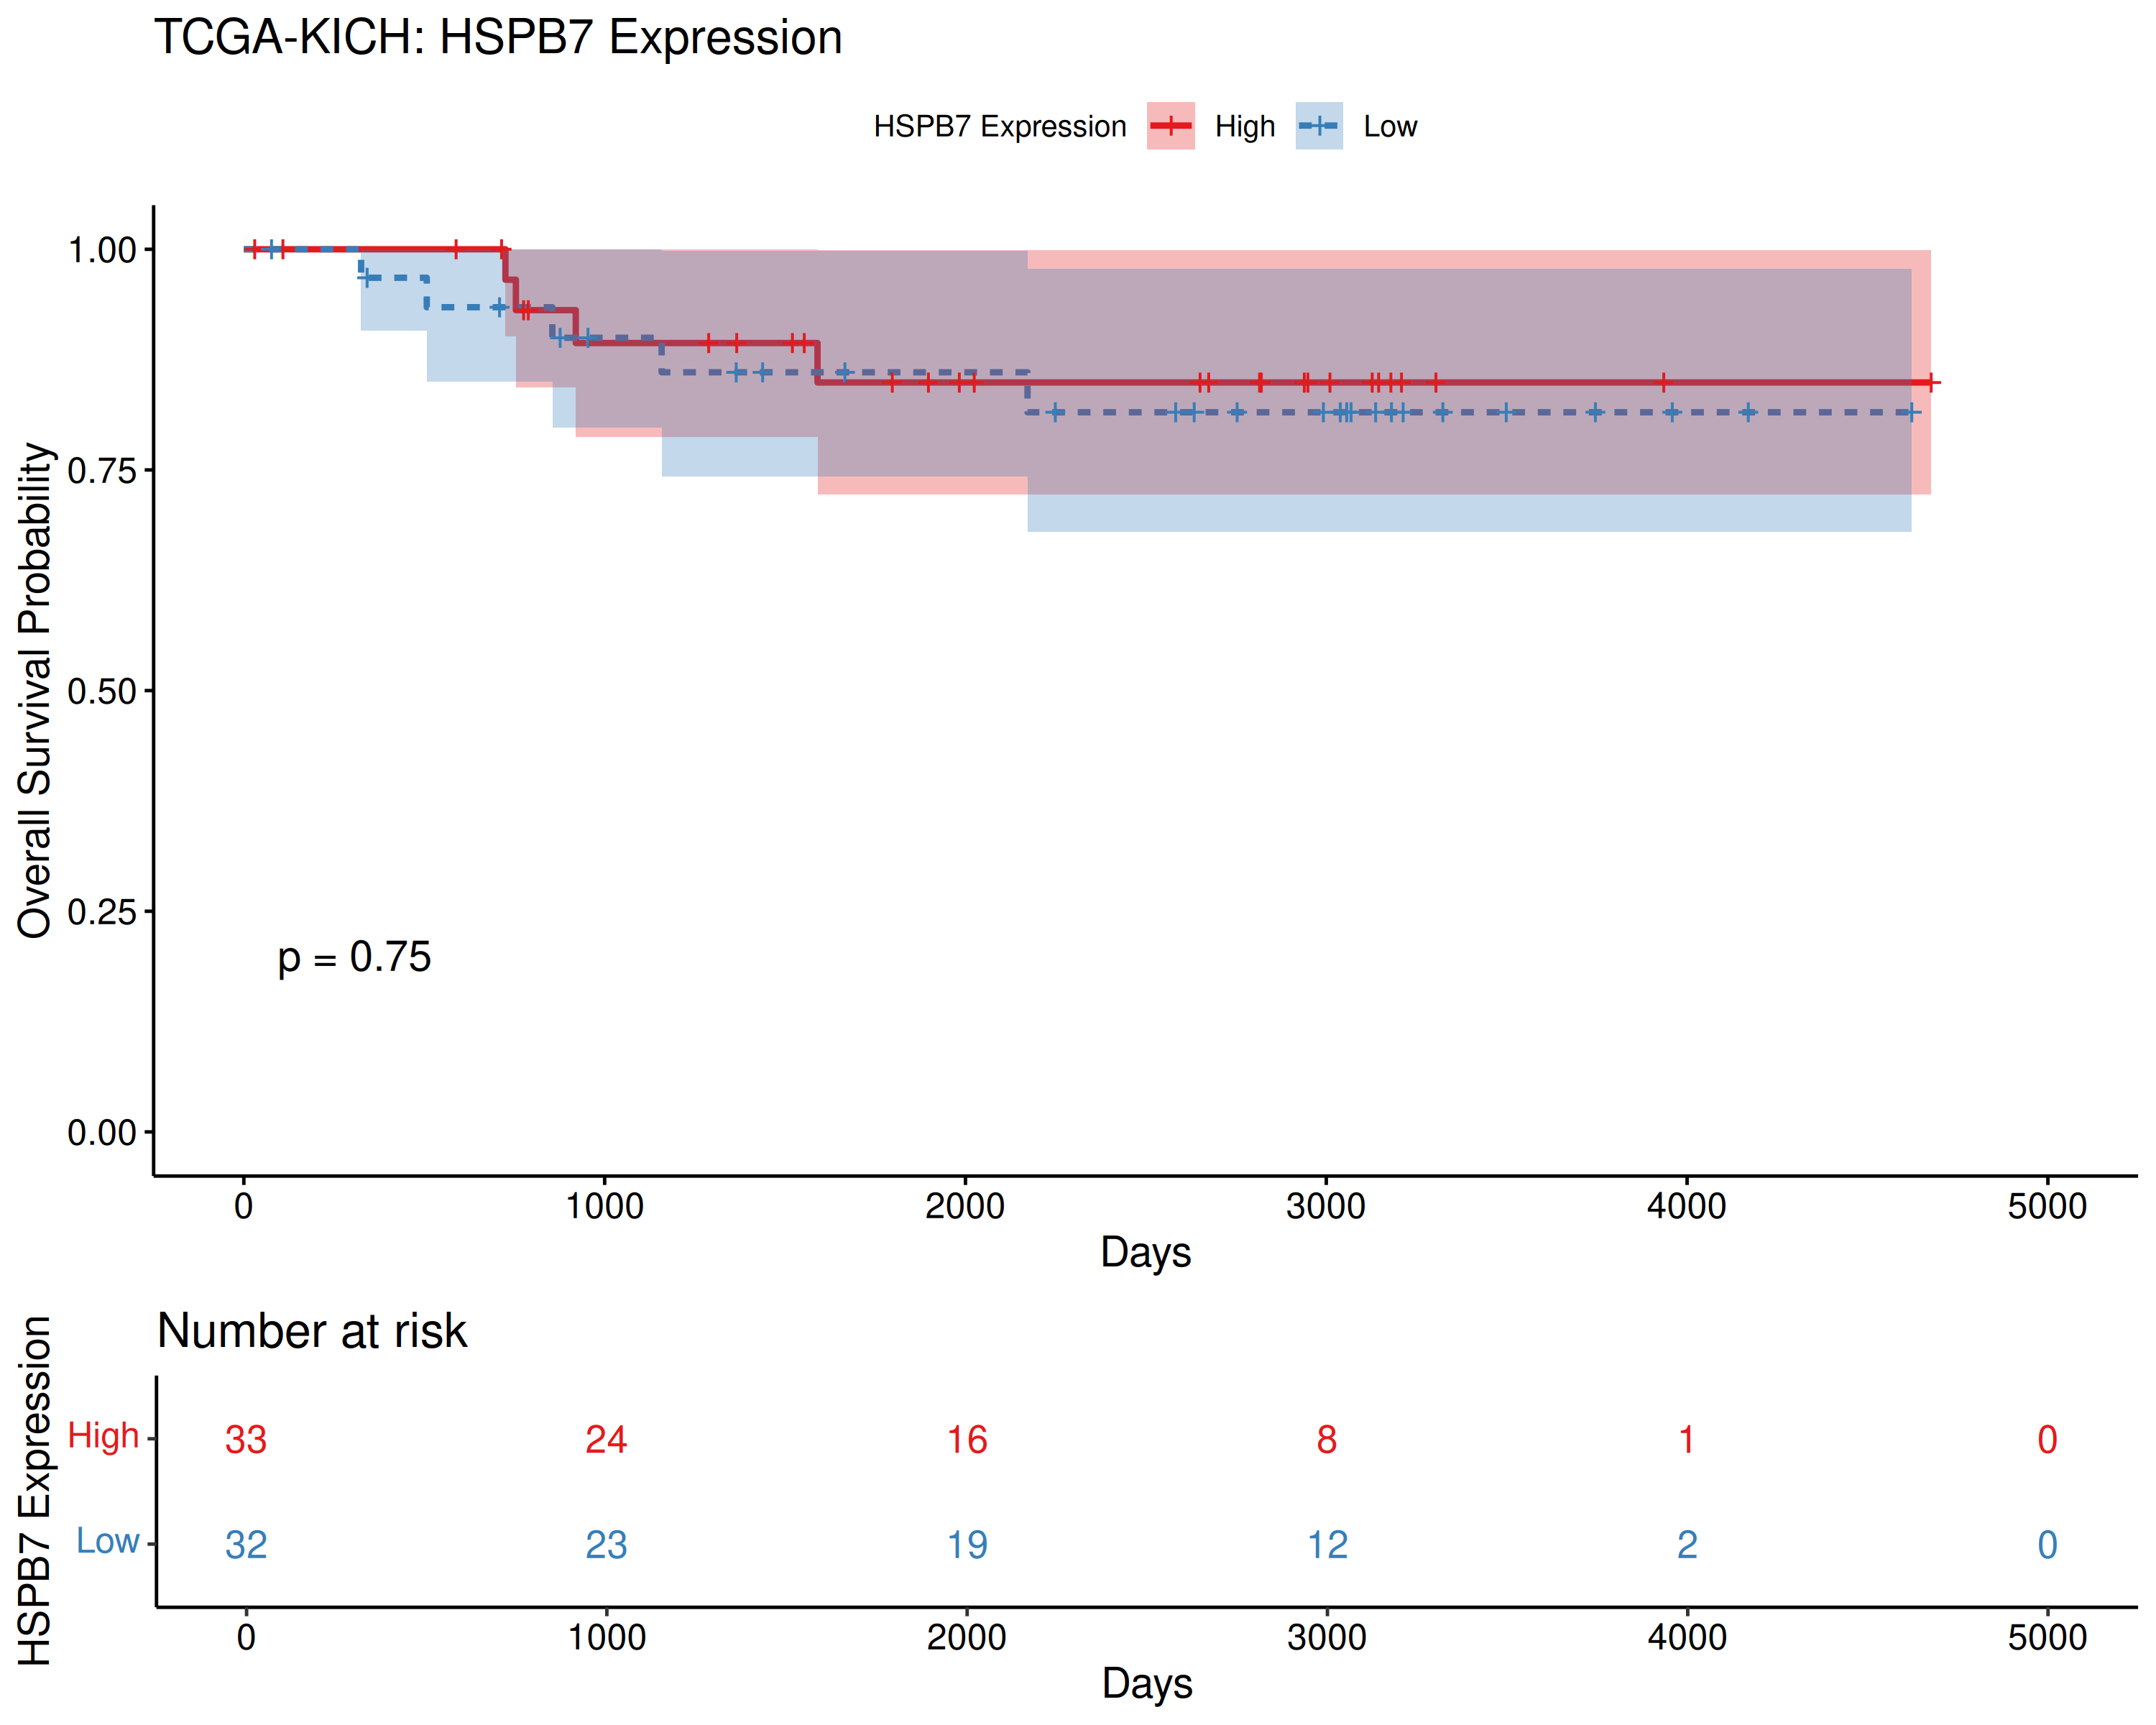 TCGA-KICH: HSPB7 Expression
HSPB7 Expression High Low
Overall Survival Probability
1.00
0.75
0.50
0.25
0.00
p = 0.75
0 1000 2000 3000 4000 5000
Days
Number at risk
HSPB7 Expression
High 33 24 16 8 1 0
Low 32 23 19 12 2 0
0 1000 2000 3000 4000 5000
Days